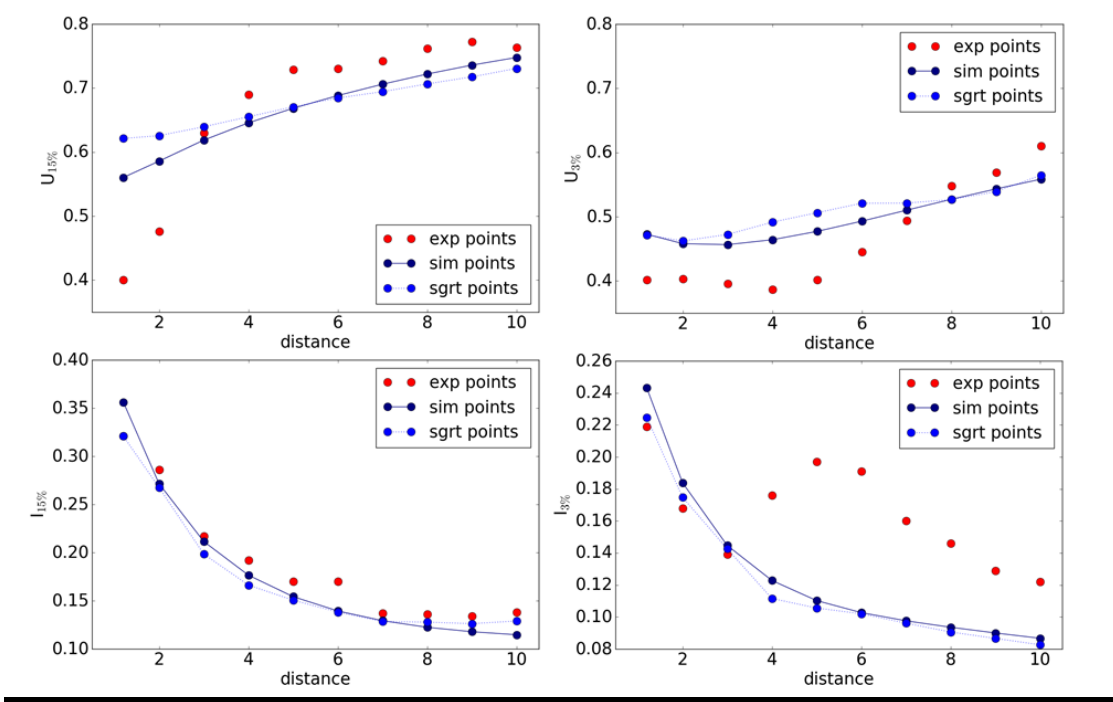 0.8
0.7
0.6
0.5
0.4
U15%
exp points
sim points
sgrt points
2 4 6 8 10
distance
0.8
0.7
0.6
0.5
0.4
U3%
exp points
sim points
sgrt points
2 4 6 8 10
distance
0.40
0.35
0.30
0.25
0.20
0.15
0.10
I15%
exp points
sim points
sgrt points
2 4 6 8 10
distance
0.26
0.24
0.22
0.20
0.18
0.16
0.14
0.12
0.10
0.08
I3%
exp points
sim points
sgrt points
2 4 6 8 10
distance